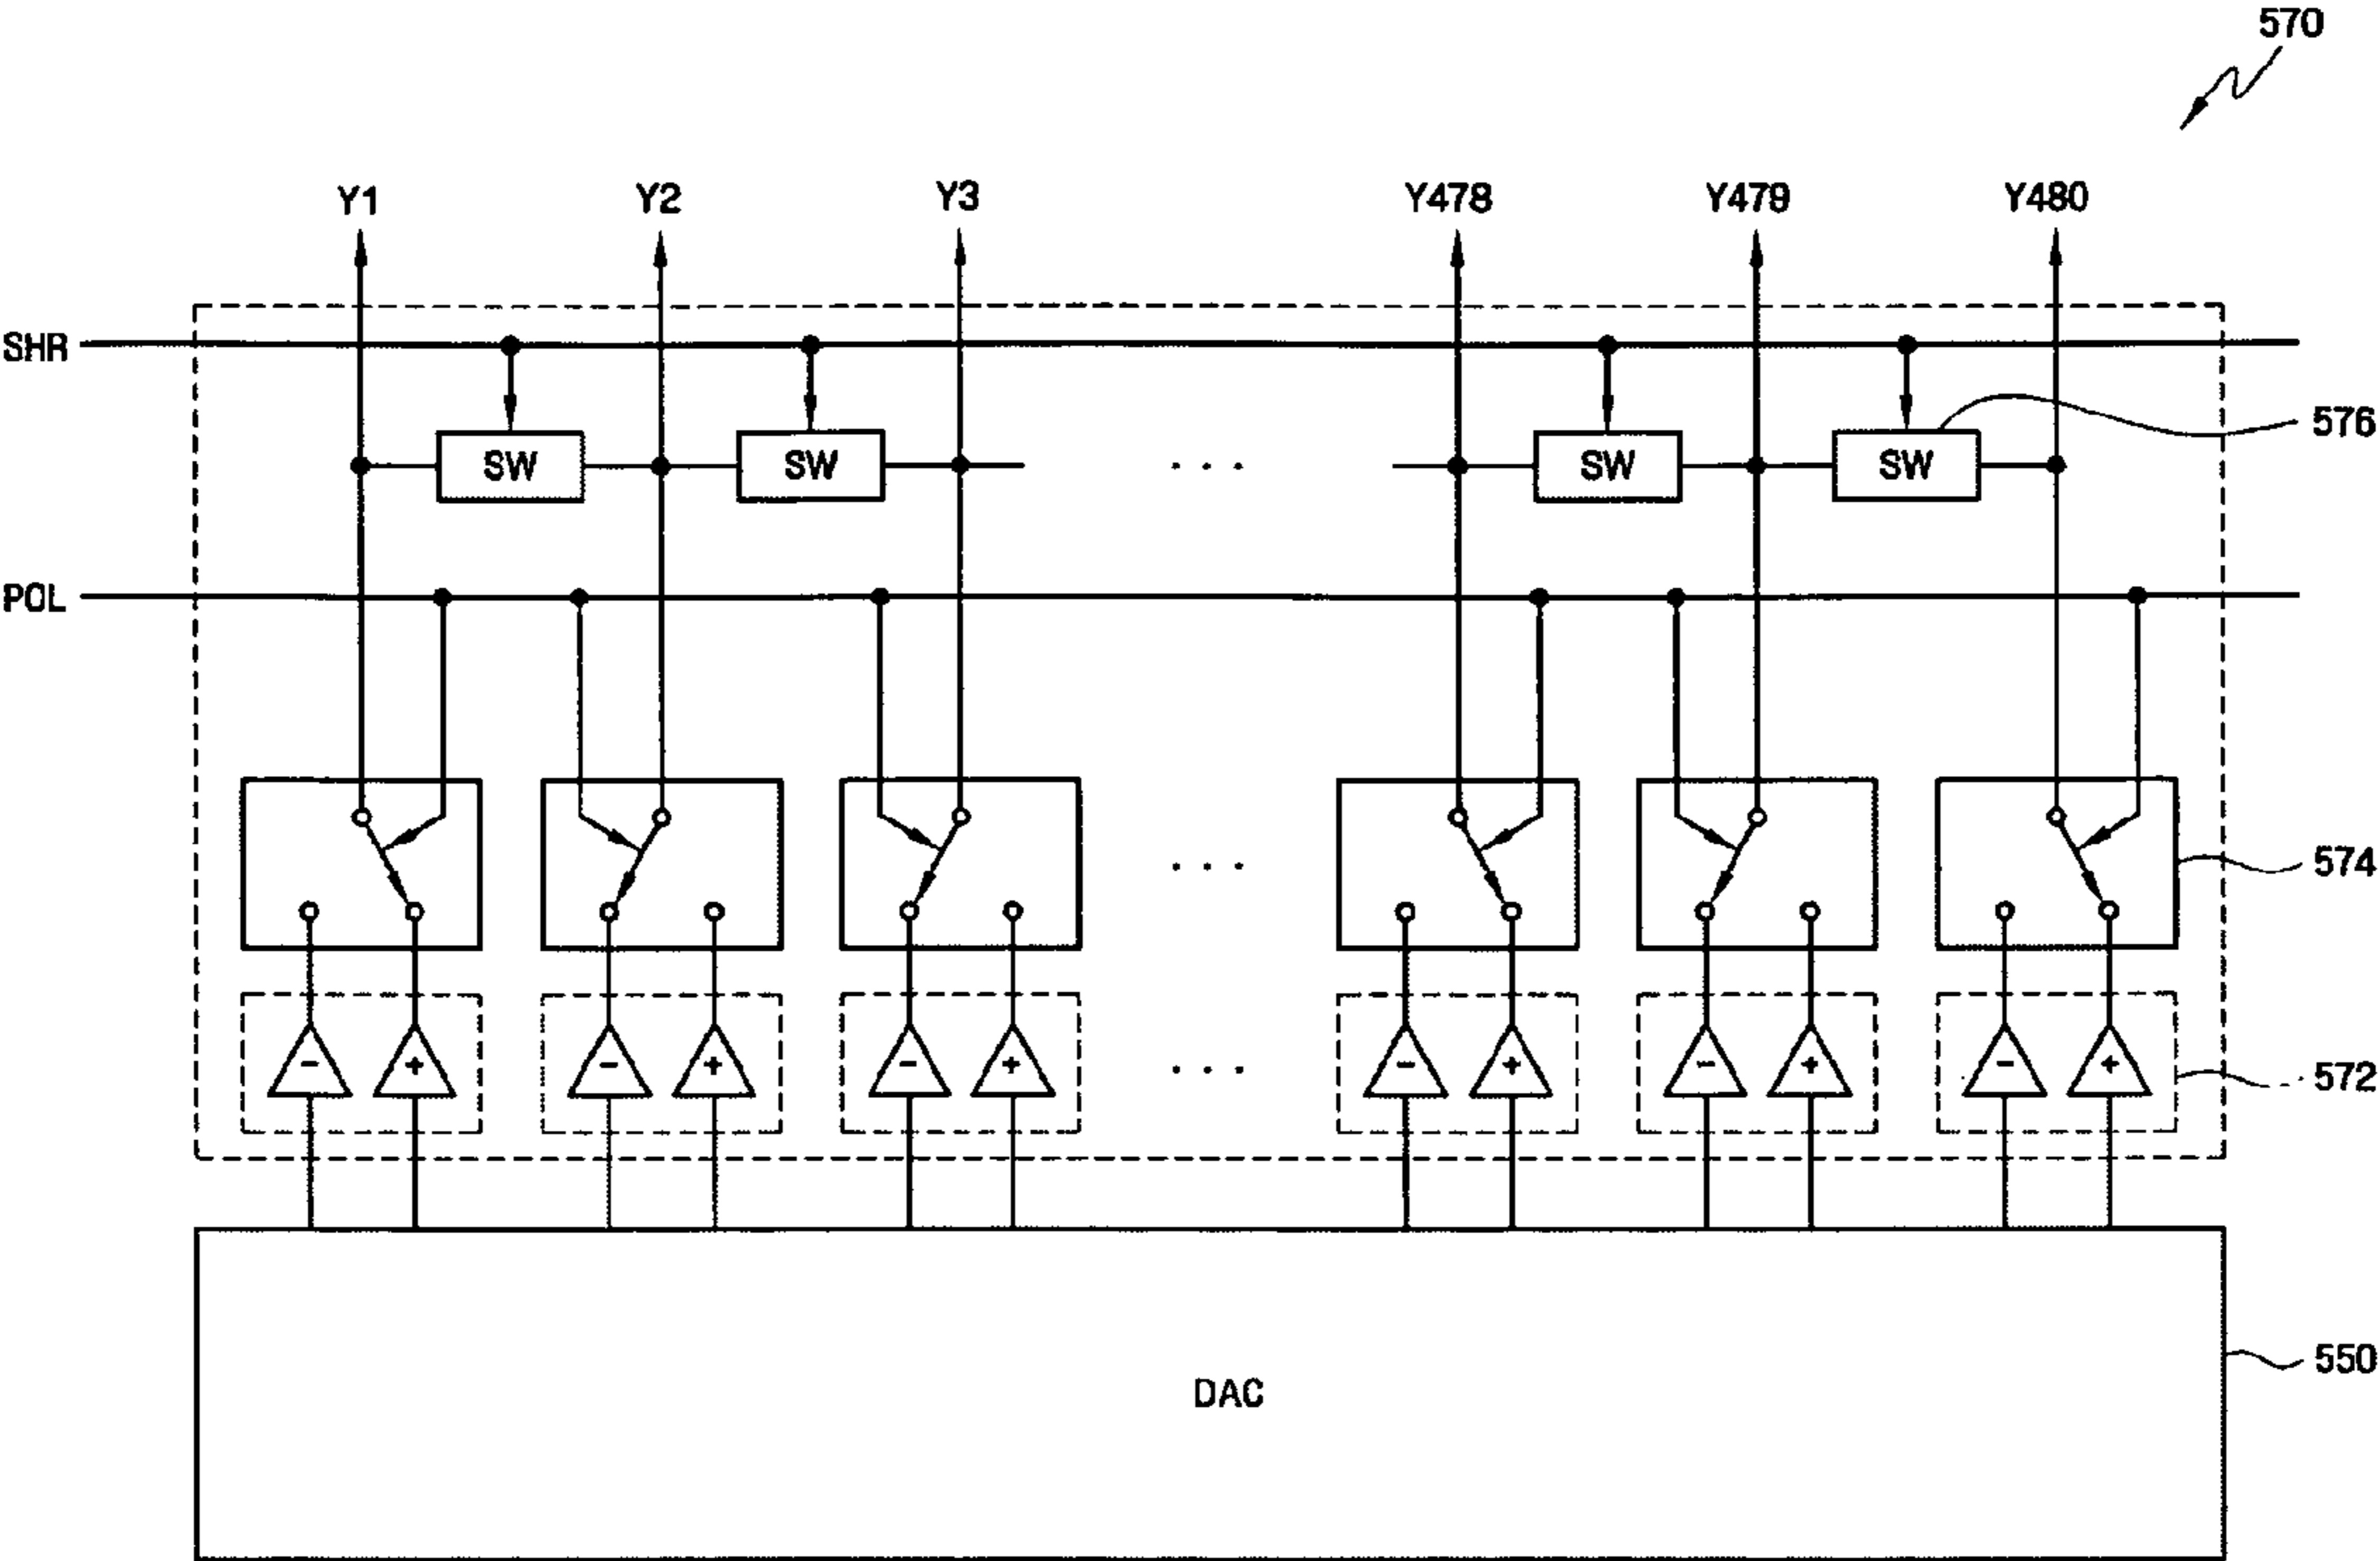 570
Y1 Y2 Y3 Y478 Y479 Y480
SHR
576
SW SW . . . SW SW
POL
. . . 574
- + - + - + . . . - + - + - + 572
550
DAC